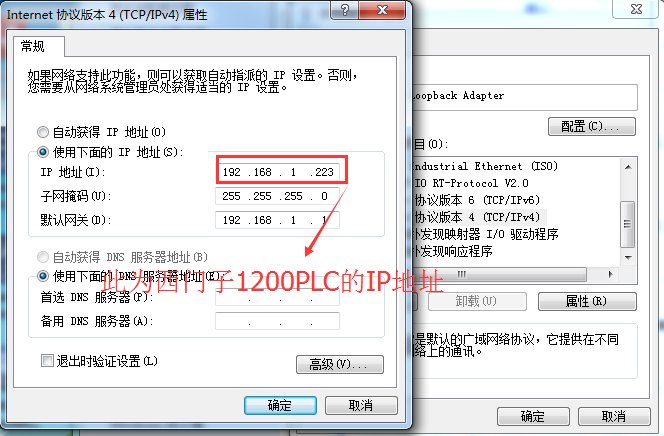 Internet 协议版本 4 (TCP/IPv4) 属性
常规
如果网络支持此功能，则可以获取自动指派的 IP 设置。否则，
您需要从网络系统管理员处获得适当的 IP 设置。
自动获得 IP 地址(O)
使用下面的 IP 地址(S):
IP 地址(I):
192 .168 . 1 .223
子网掩码(U):
255 .255 .255 . 0
默认网关(D):
192 .168 . 1 . 1
自动获得 DNS 服务器地址(B)
使用下面的 DNS 服务器地址(E):
此为西门子1200PLC的IP地址
首选 DNS 服务器(P):
备用 DNS 服务器(A):
退出时验证设置(L)
高级(V)...
确定
取消
Loopback Adapter
配置(C)...
目(O):
Industrial Ethernet (ISO)
IO RT-Protocol V2.0
协议版本 6 (TCP/IPv6)
协议版本 4 (TCP/IPv4)
卜发现映射器 I/O 驱动程序
卜发现响应程序
卸载(U)
属性(R)
是默认的广域网络协议，它提供在不同
络上的通讯。
确定
取消